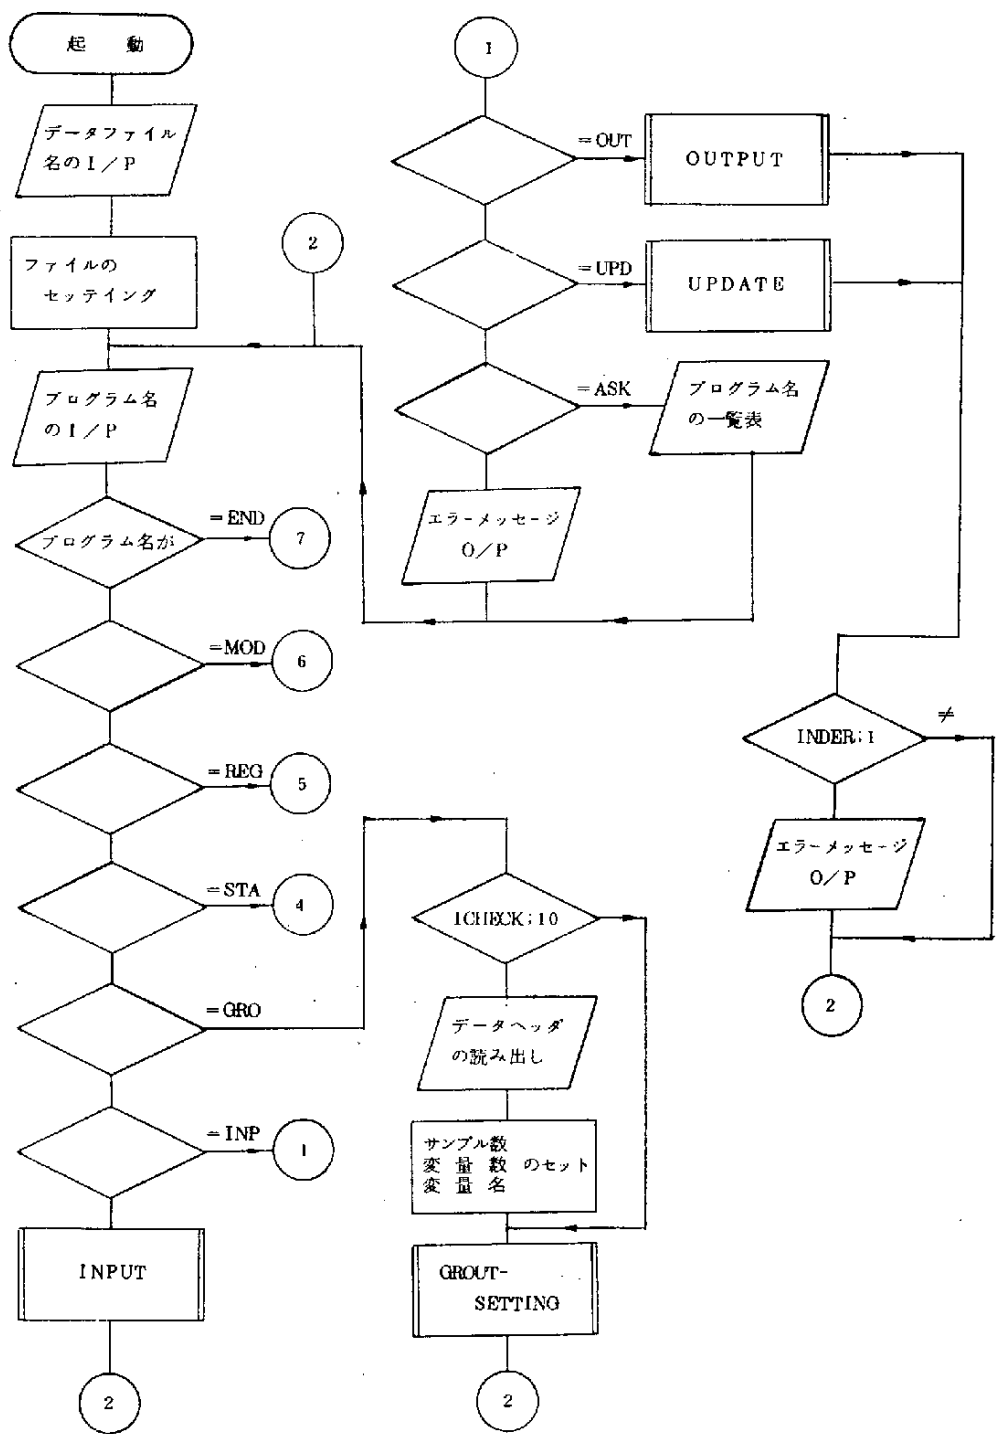 起 動
データファイル
名のI/P
ファイルの
セッテイング
2
プログラム名
のI/P
プログラム名が
=END
7
=MOD
6
=REG
5
=STA
4
=GRO
=INP
1
INPUT
2
1
=OUT
OUTPUT
=UPD
UPDATE
=ASK
プログラム名
の一覧表
エラーメッセージ
O/P
ICHECK;10
データヘッダ
の読み出し
サンプル数
変量数 のセット
変量名
GROUT-
SETTING
2
INDER;1
≠
エラーメッセージ
O/P
2